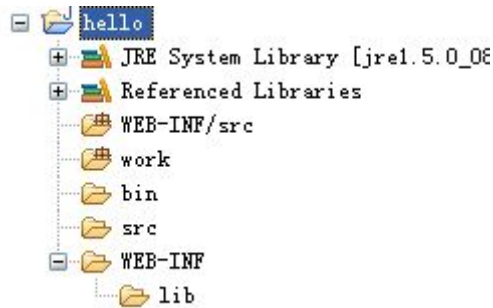 hello
JRE System Library [jre1.5.0_08
Referenced Libraries
WEB-INF/src
work
bin
src
WEB-INF
lib